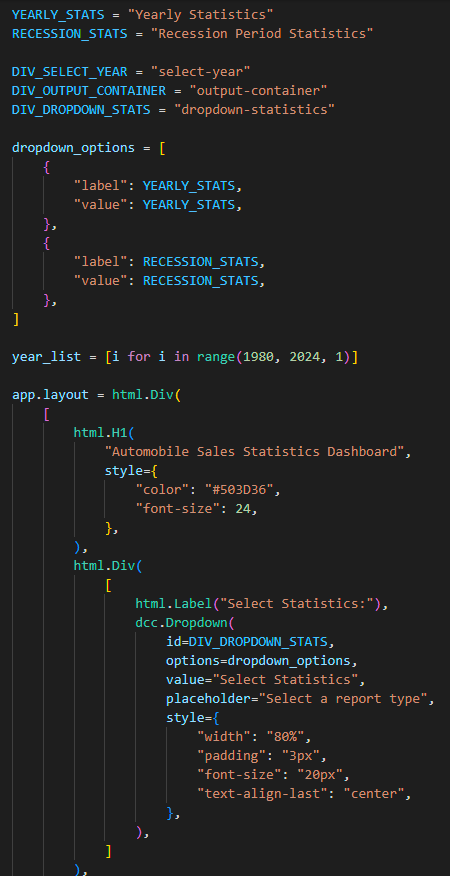 YEARLY_STATS = "Yearly Statistics"
RECESSION_STATS = "Recession Period Statistics"

DIV_SELECT_YEAR = "select-year"
DIV_OUTPUT_CONTAINER = "output-container"
DIV_DROPDOWN_STATS = "dropdown-statistics"

dropdown_options = [
    {
        "label": YEARLY_STATS,
        "value": YEARLY_STATS,
    },
    {
        "label": RECESSION_STATS,
        "value": RECESSION_STATS,
    },
]

year_list = [i for i in range(1980, 2024, 1)]

app.layout = html.Div(
    [
        html.H1(
            "Automobile Sales Statistics Dashboard",
            style={
                "color": "#503D36",
                "font-size": 24,
            },
        ),
        html.Div(
            [
                html.Label("Select Statistics:"),
                dcc.Dropdown(
                    id=DIV_DROPDOWN_STATS,
                    options=dropdown_options,
                    value="Select Statistics",
                    placeholder="Select a report type",
                    style={
                        "width": "80%",
                        "padding": "3px",
                        "font-size": "20px",
                        "text-align-last": "center",
                    },
                ),
            ]
        ),